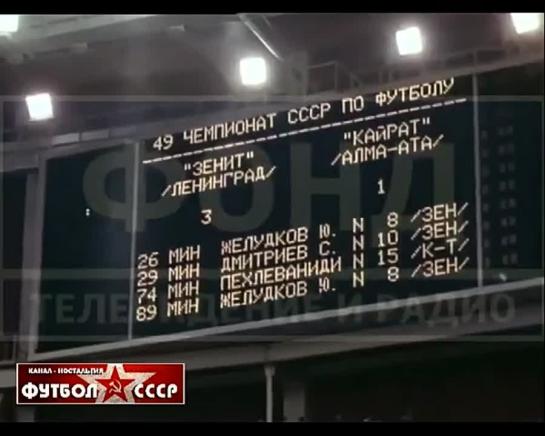 49 ЧЕМПИОНАТ СССР ПО ФУТБОЛУ
"ЗЕНИТ" "КАЙРАТ"
/ЛЕНИНГРАД/ /АЛМА-АТА/
3 1
26 МИН ЖЕЛУДКОВ Ю. N 8 /ЗЕН/
29 МИН ДМИТРИЕВ С. N 10 /ЗЕН/
74 МИН ПЕХЛЕВАНИДИ N 15 /К-Т/
89 МИН ЖЕЛУДКОВ Ю. N 8 /ЗЕН/
ФОНД
ТЕЛЕВИДЕНИЕ И РАДИО
КАНАЛ - НОСТАЛЬГИЯ
ФУТБОЛ СССР